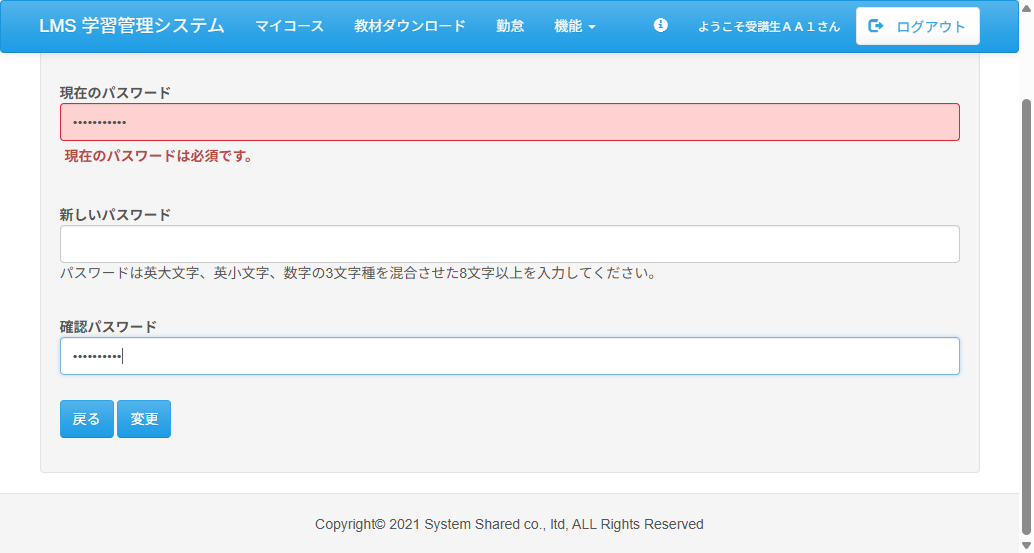 LMS 学習管理システム マイコース 教材ダウンロード 勤怠 機能 ようこそ受講生ＡＡ１さん ログアウト
現在のパスワード
•••••••••••
現在のパスワードは必須です。
新しいパスワード
パスワードは英大文字、英小文字、数字の3文字種を混合させた8文字以上を入力してください。
確認パスワード
••••••••••
戻る 変更
Copyright© 2021 System Shared co., ltd, ALL Rights Reserved